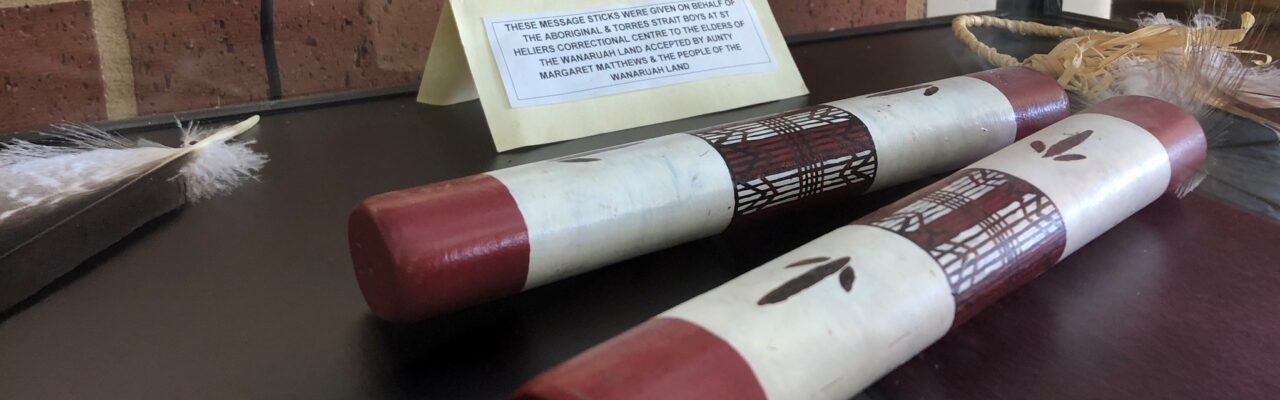 THESE MESSAGE STICKS WERE GIVEN ON BEHALF OF
THE ABORIGINAL & TORRES STRAIT BOYS AT ST
HELIERS CORRECTIONAL CENTRE TO THE ELDERS OF
THE WANARUAH LAND ACCEPTED BY AUNTY
MARGARET MATTHEWS & THE PEOPLE OF THE
WANARUAH LAND